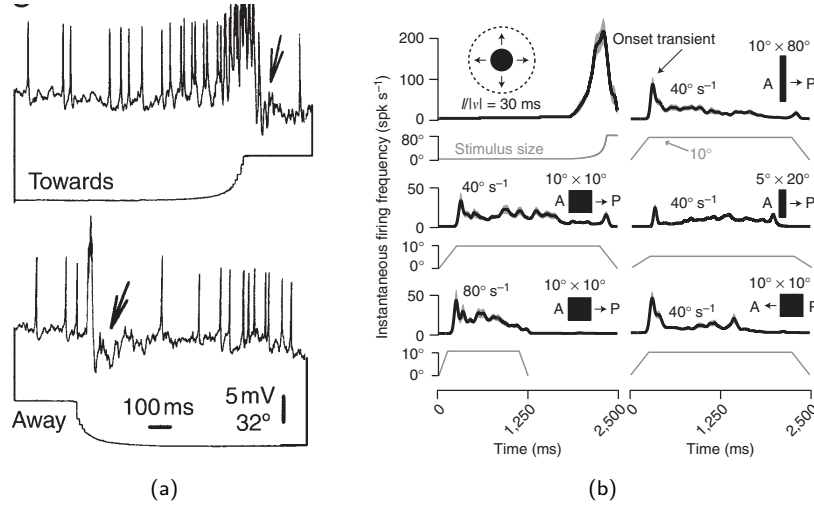 Towards
Away
100 ms
5 mV
32°
(a)
Instantaneous firing frequency (spk s⁻¹)
200
100
0
l/|v| = 30 ms
Onset transient
10° × 80°
A → P
40° s⁻¹
80°
0°
Stimulus size
10°
50
0
40° s⁻¹
10° × 10°
A → P
40° s⁻¹
5° × 20°
A → P
10°
0°
50
0
80° s⁻¹
10° × 10°
A → P
40° s⁻¹
10° × 10°
A ← P
10°
0°
0
1,250
2,500
0
1,250
2,500
Time (ms)
Time (ms)
(b)